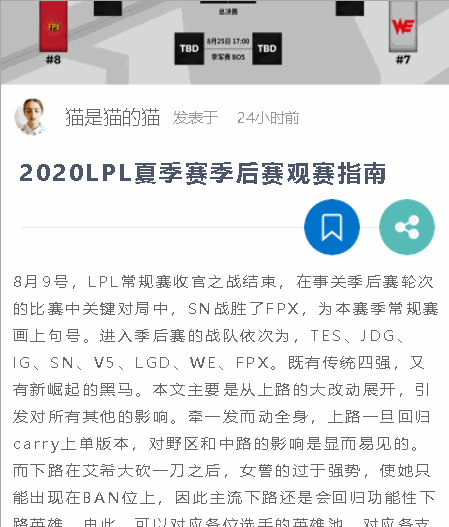 总决赛
FPX
WE
TBD
8月25日 17:00
季军赛 BO5
TBD
#8
#7
猫是猫的猫 发表于 24小时前
2020LPL夏季赛季后赛观赛指南
8月9号，LPL常规赛收官之战结束，在事关季后赛轮次
的比赛中关键对局中，SN战胜了FPX，为本赛季常规赛
画上句号。进入季后赛的战队依次为，TES、JDG、
IG、SN、V5、LGD、WE、FPX。既有传统四强，又
有新崛起的黑马。本文主要是从上路的大改动展开，引
发对所有其他的影响。牵一发而动全身，上路一旦回归
carry上单版本，对野区和中路的影响是显而易见的。
而下路在艾希大砍一刀之后，女警的过于强势，使她只
能出现在BAN位上，因此主流下路还是会回归功能性下
路英雄。由此，可以对应各位选手的英雄池，对应各支